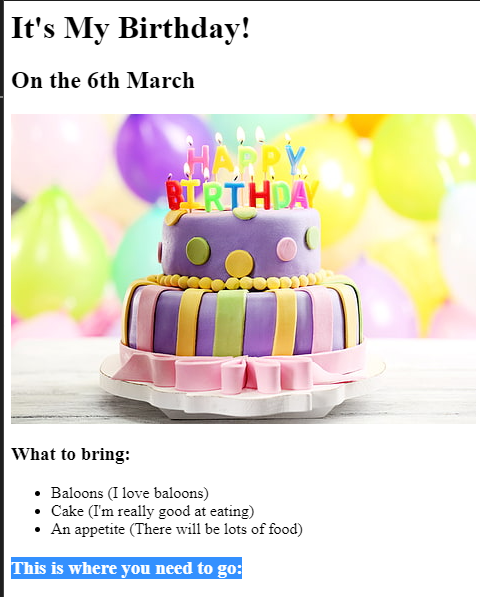 It's My Birthday!
On the 6th March
HAPPY
BIRTHDAY
What to bring:
Baloons (I love baloons)
Cake (I'm really good at eating)
An appetite (There will be lots of food)
This is where you need to go: